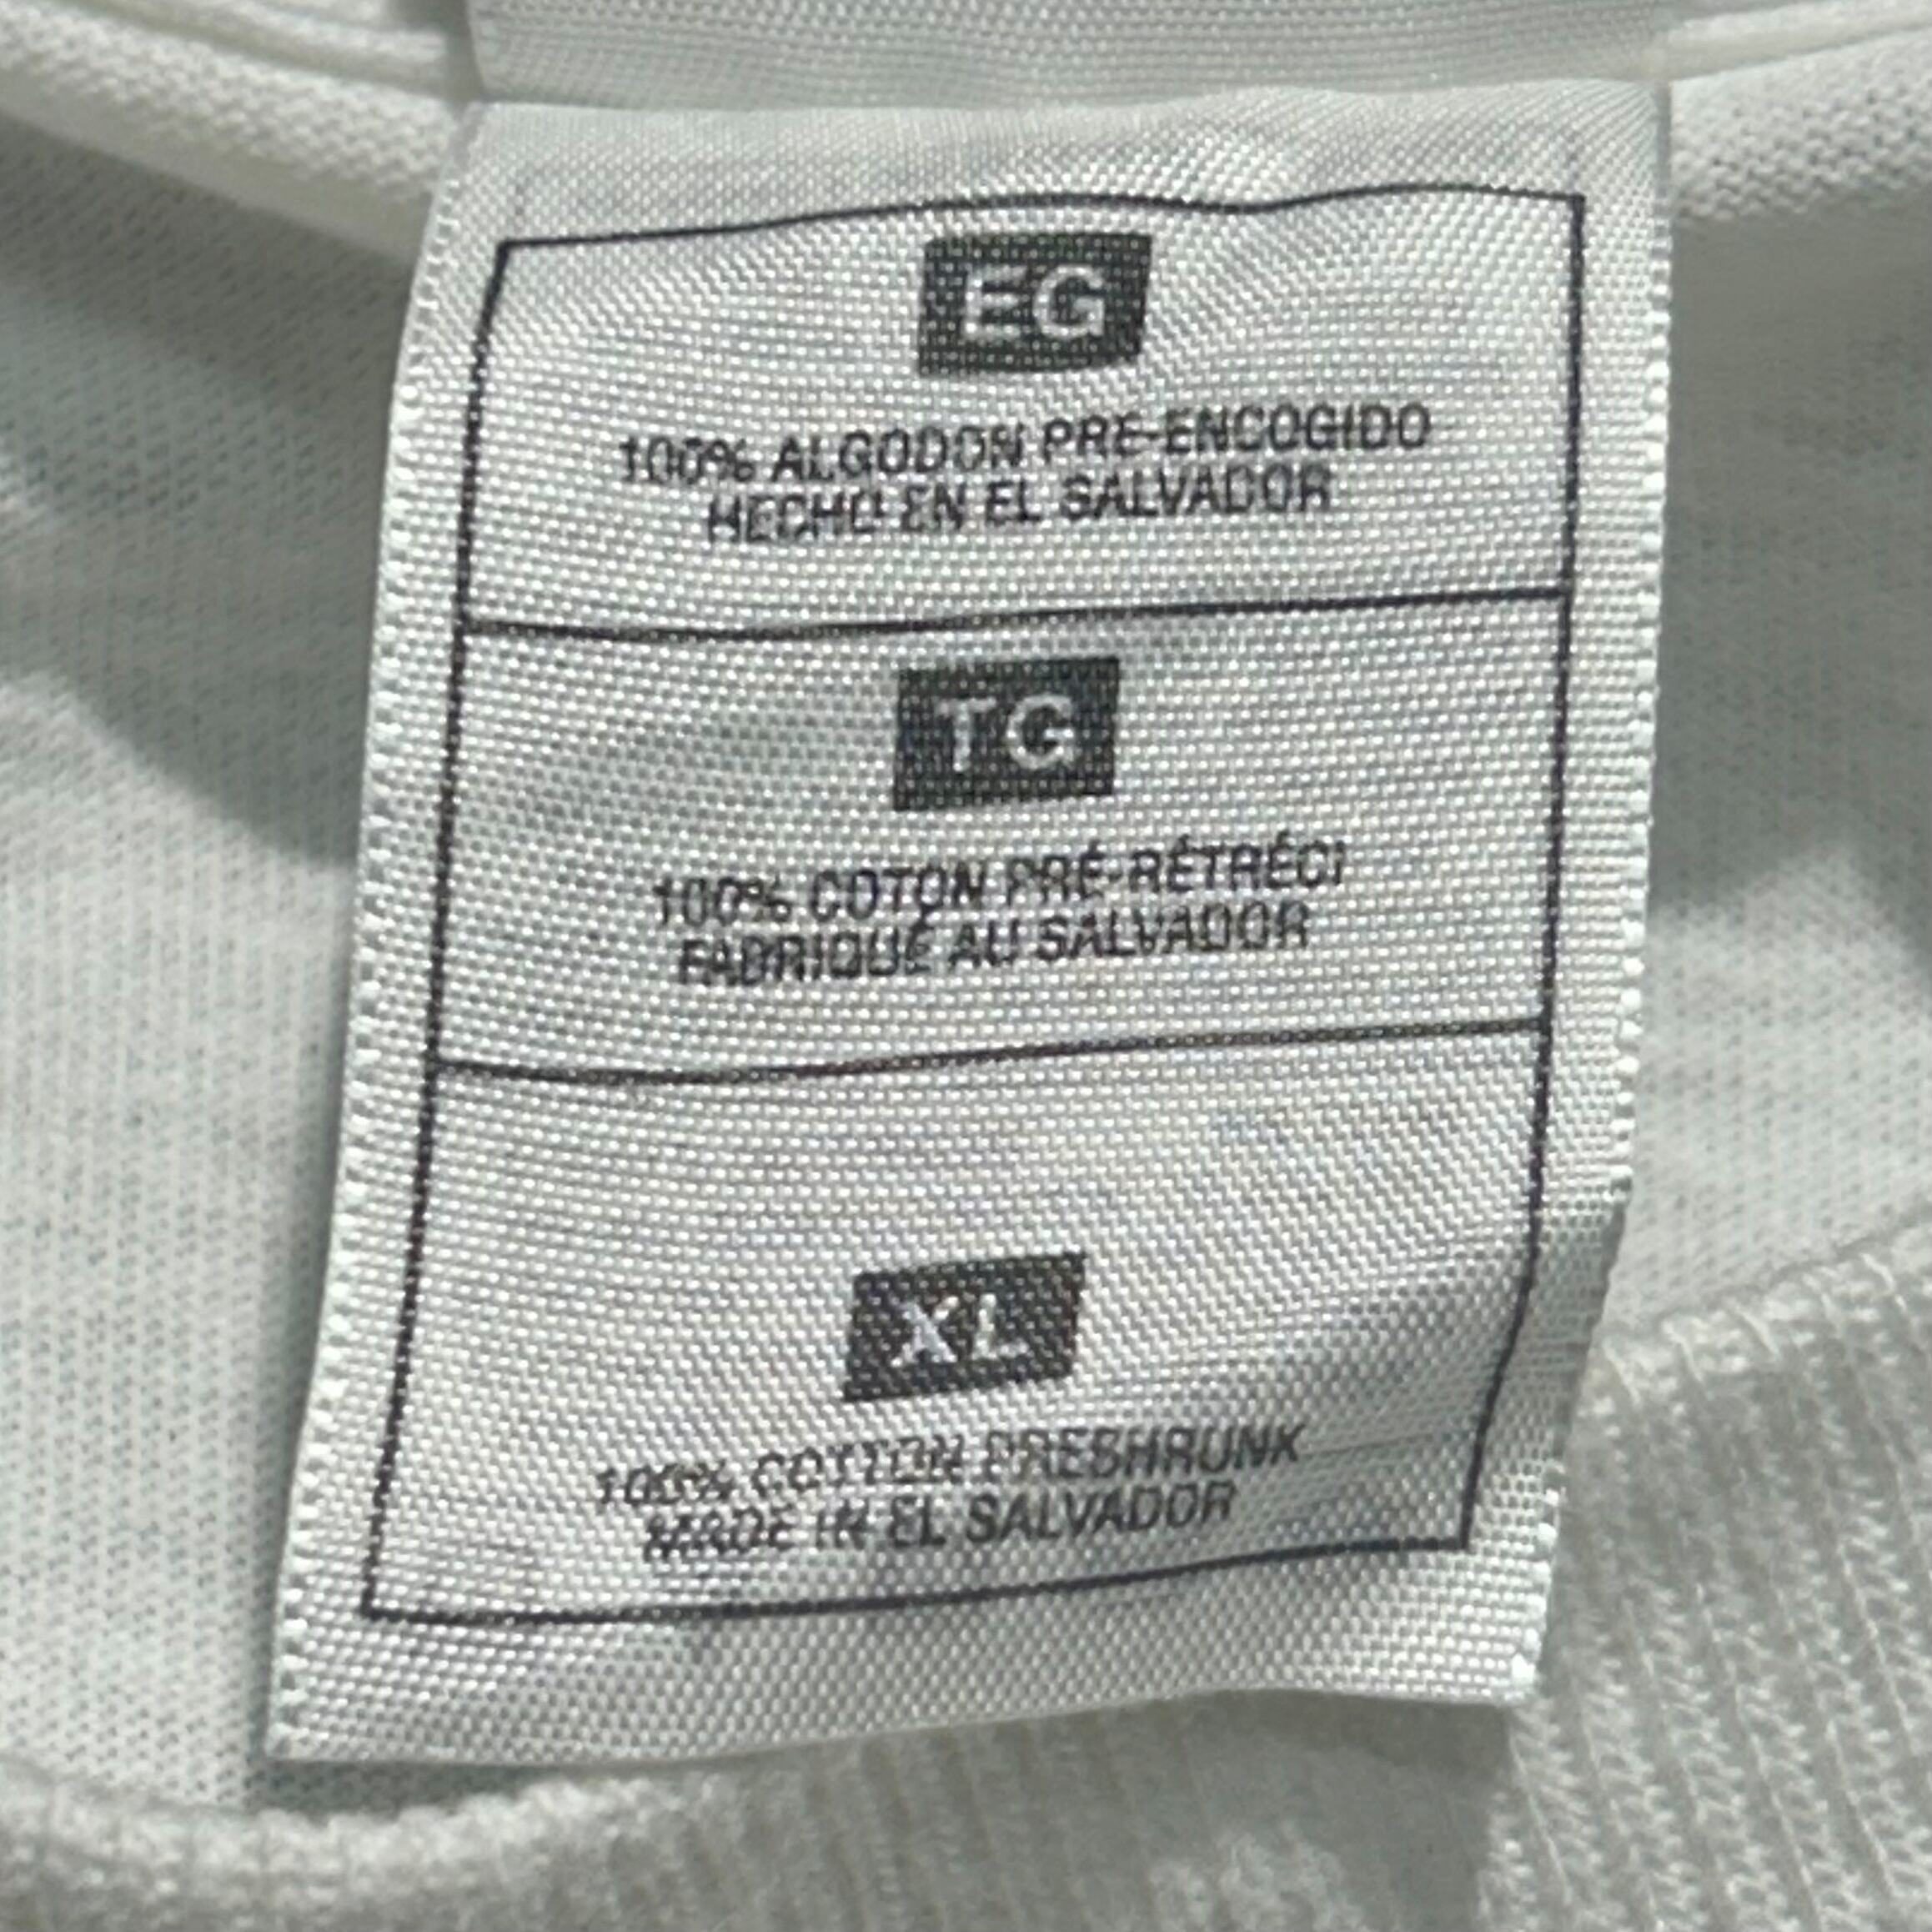 EG
100% ALGODON PRE-ENCOGIDO
HECHO EN EL SALVADOR
TG
100% COTON PRÉ-RÉTRÉCI
FABRIQUÉ AU SALVADOR
XL
100% COTTON PRESHRUNK
MADE IN EL SALVADOR